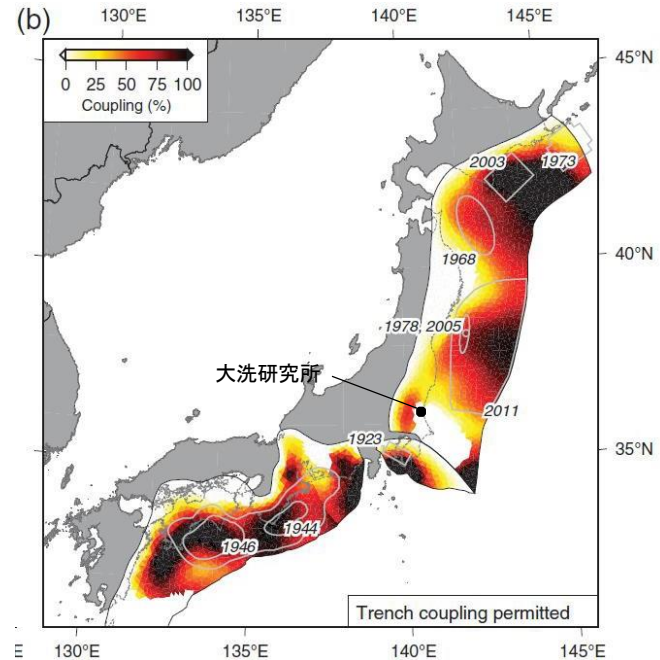 (b)
130°E
135°E
140°E
145°E
0 25 50 75 100
Coupling (%)
45°N
2003
1973
40°N
1968
1978, 2005
大洗研究所
2011
1923
35°N
1944
1946
Trench coupling permitted
E
130°E
135°E
140°E
145°E